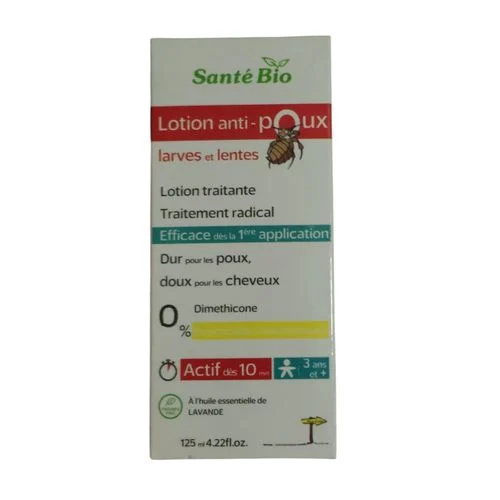 Santé Bio
Lotion anti-poux
larves et lentes
Lotion traitante
Traitement radical
Efficace dès la 1ère application
Dur pour les poux,
doux pour les cheveux
0 % Dimethicone
Actif dès 10 min
3 ans et +
À l'huile essentielle de
LAVANDE
125 ml 4.22fl.oz.